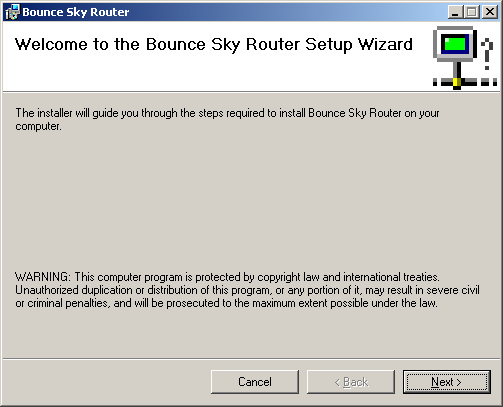 Bounce Sky Router
Welcome to the Bounce Sky Router Setup Wizard
The installer will guide you through the steps required to install Bounce Sky Router on your
computer.
WARNING: This computer program is protected by copyright law and international treaties.
Unauthorized duplication or distribution of this program, or any portion of it, may result in severe civil
or criminal penalties, and will be prosecuted to the maximum extent possible under the law.
Cancel
< Back
Next >